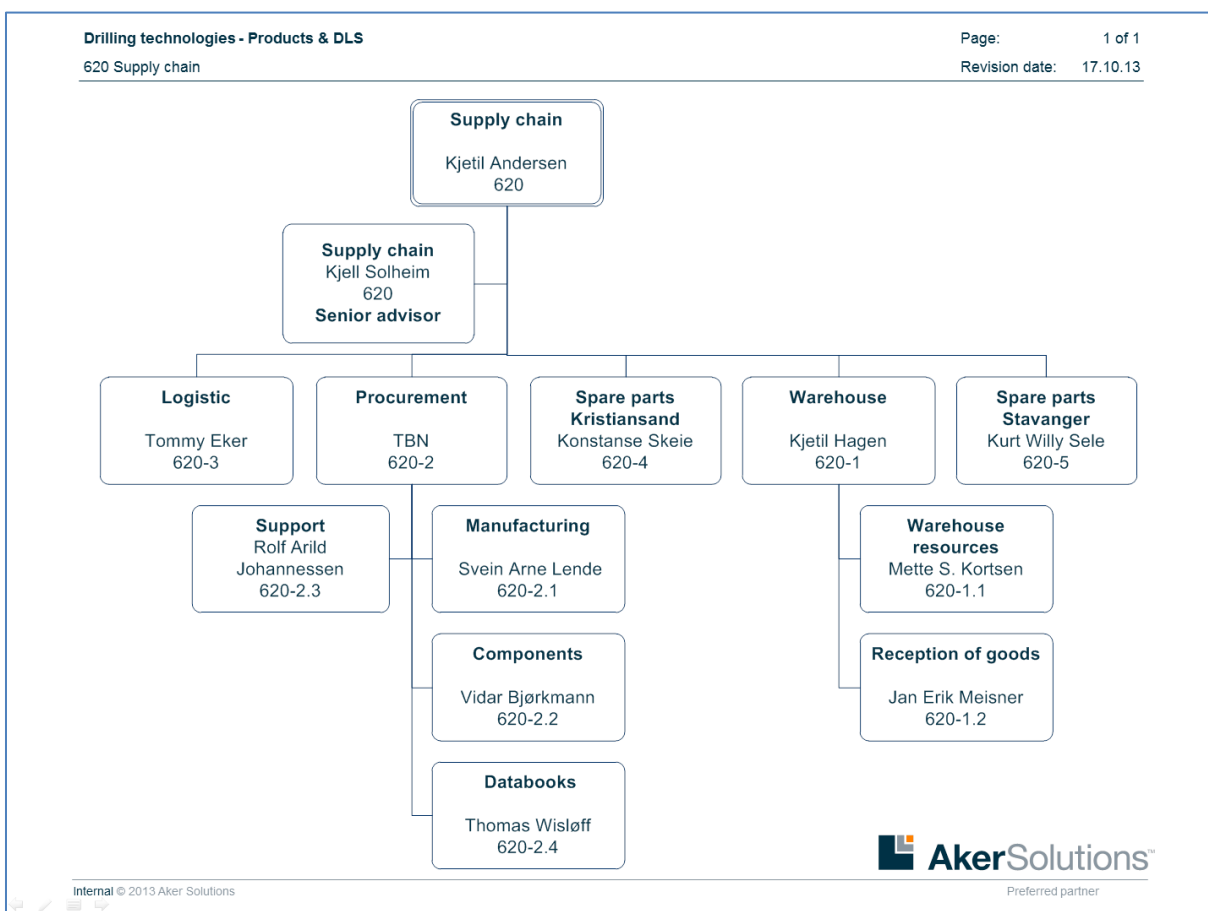 Drilling technologies - Products & DLS
Page: 1 of 1
620 Supply chain
Revision date: 17.10.13
Supply chain
Kjetil Andersen
620
Supply chain
Kjell Solheim
620
Senior advisor
Logistic
Tommy Eker
620-3
Procurement
TBN
620-2
Spare parts
Kristiansand
Konstanse Skeie
620-4
Warehouse
Kjetil Hagen
620-1
Spare parts
Stavanger
Kurt Willy Sele
620-5
Support
Rolf Arild
Johannessen
620-2.3
Manufacturing
Svein Arne Lende
620-2.1
Warehouse
resources
Mette S. Kortsen
620-1.1
Components
Vidar Bjørkmann
620-2.2
Reception of goods
Jan Erik Meisner
620-1.2
Databooks
Thomas Wisløff
620-2.4
AkerSolutions™
Internal © 2013 Aker Solutions
Preferred partner